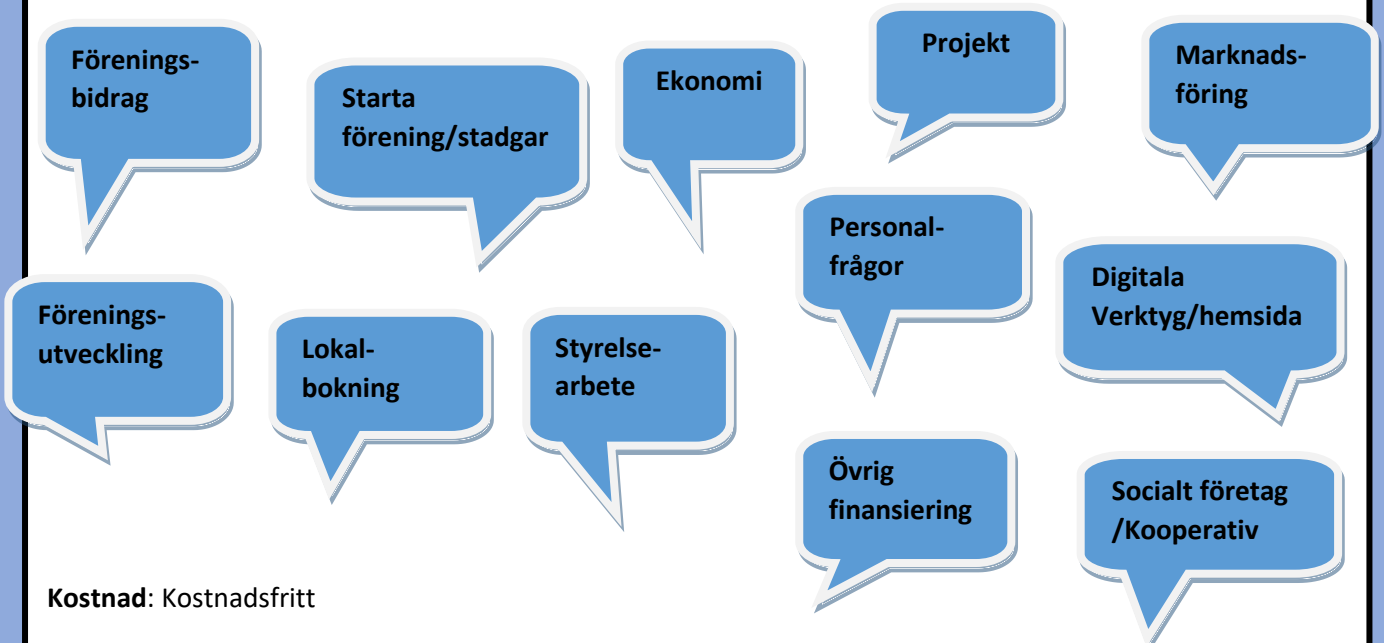 Förenings-
bidrag
Starta
förening/stadgar
Ekonomi
Projekt
Marknads-
föring
Personal-
frågor
Digitala
Verktyg/hemsida
Förenings-
utveckling
Lokal-
bokning
Styrelse-
arbete
Övrig
finansiering
Socialt företag
/Kooperativ
Kostnad: Kostnadsfritt